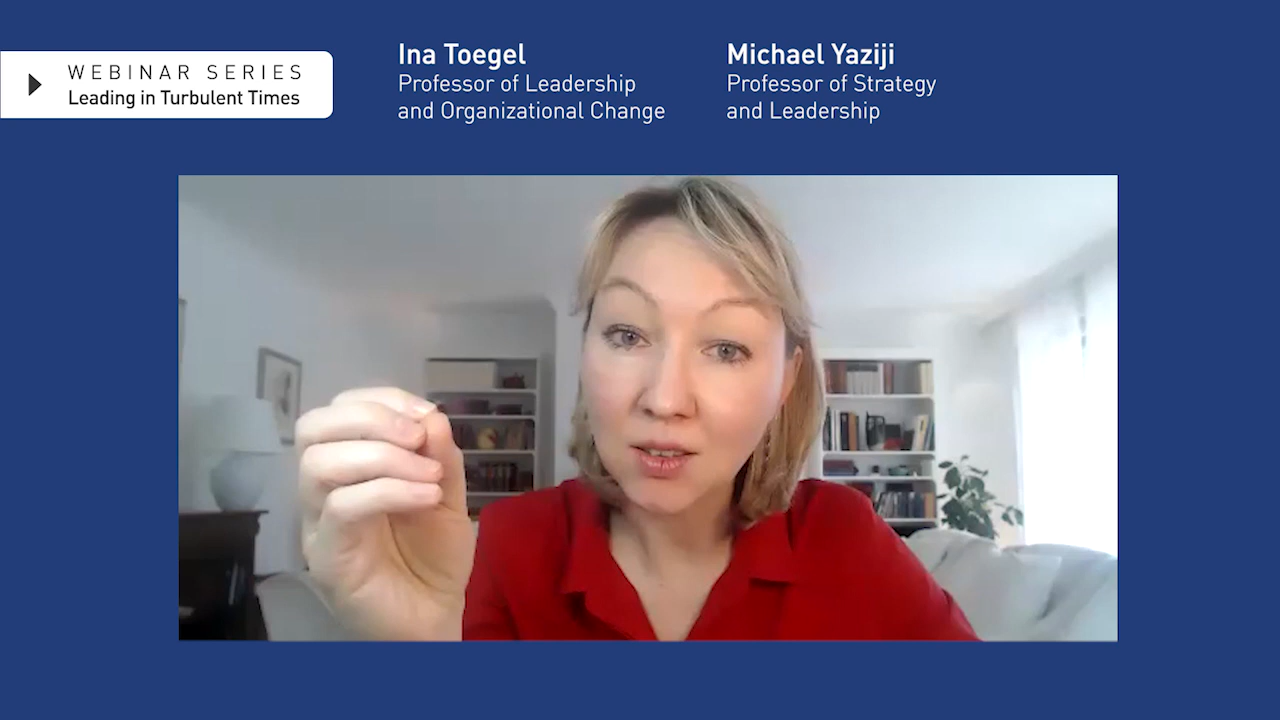 WEBINAR SERIES
Leading in Turbulent Times
Ina Toegel
Professor of Leadership
and Organizational Change
Michael Yaziji
Professor of Strategy
and Leadership